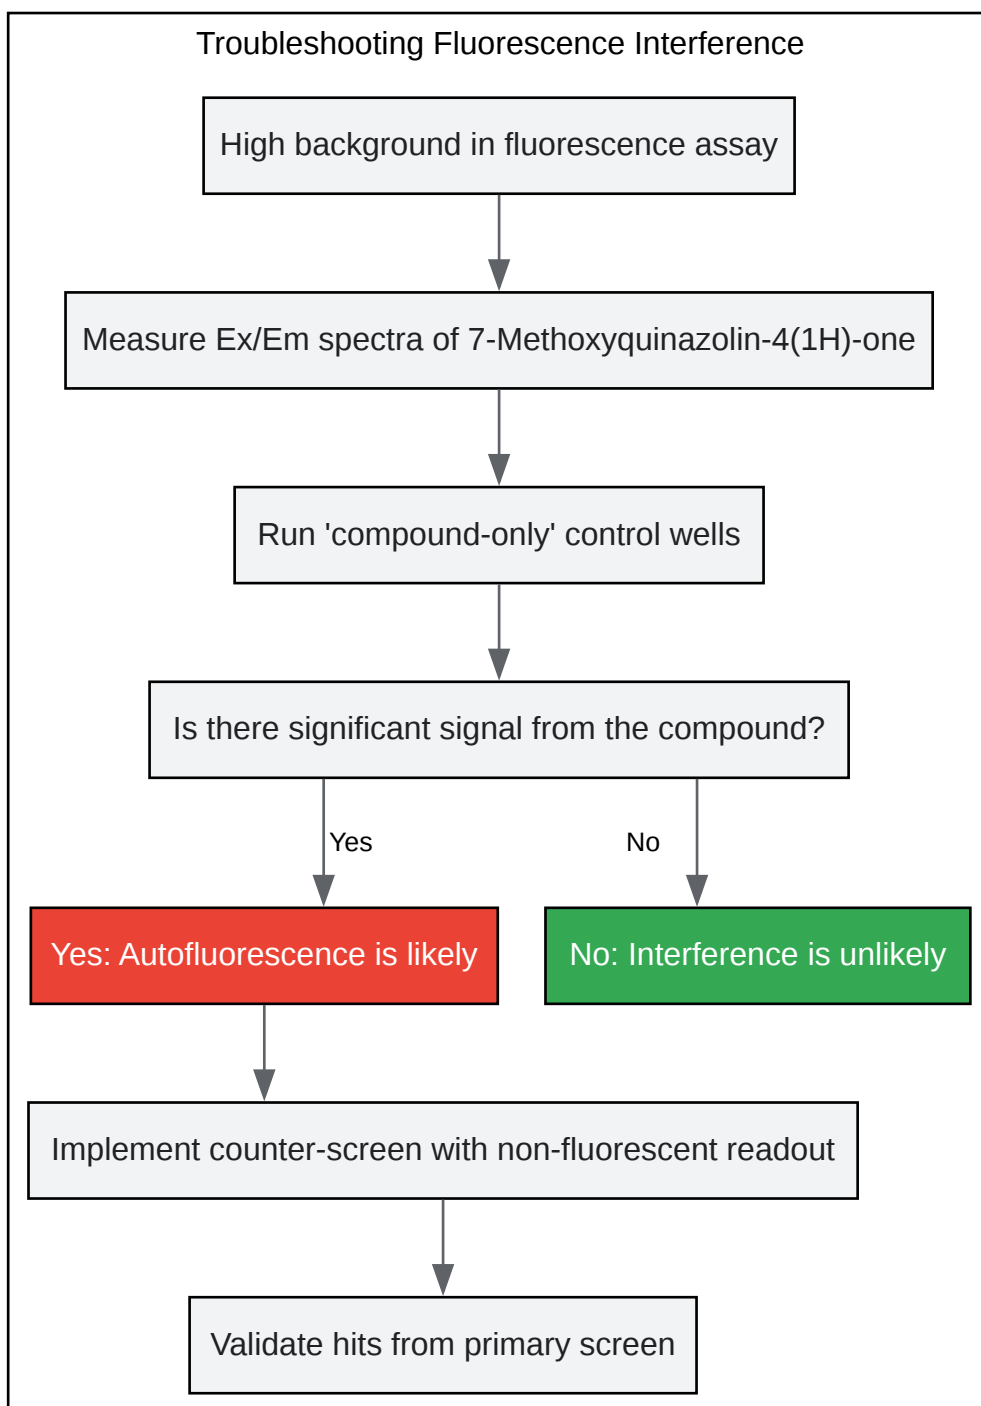 Troubleshooting Fluorescence Interference
High background in fluorescence assay
Measure Ex/Em spectra of 7-Methoxyquinazolin-4(1H)-one
Run 'compound-only' control wells
Is there significant signal from the compound?
Yes
No
Yes: Autofluorescence is likely
No: Interference is unlikely
Implement counter-screen with non-fluorescent readout
Validate hits from primary screen